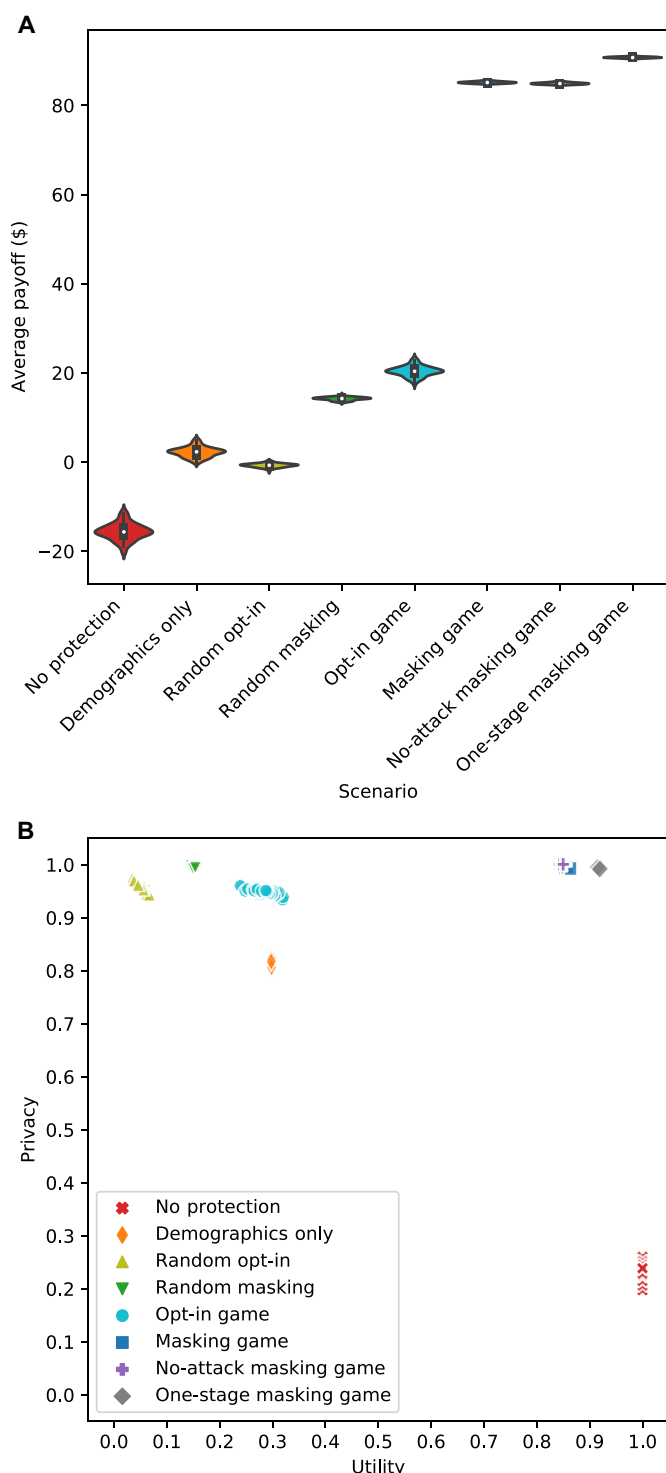 A
80
60
40
20
0
−20
Average payoff ($)
No protection
Demographics only
Random opt-in
Random masking
Opt-in game
Masking game
No-attack masking game
One-stage masking game
Scenario
B
1.0
0.9
0.8
0.7
0.6
0.5
0.4
0.3
0.2
0.1
0.0
Privacy
No protection
Demographics only
Random opt-in
Random masking
Opt-in game
Masking game
No-attack masking game
One-stage masking game
0.0 0.1 0.2 0.3 0.4 0.5 0.6 0.7 0.8 0.9 1.0
Utility